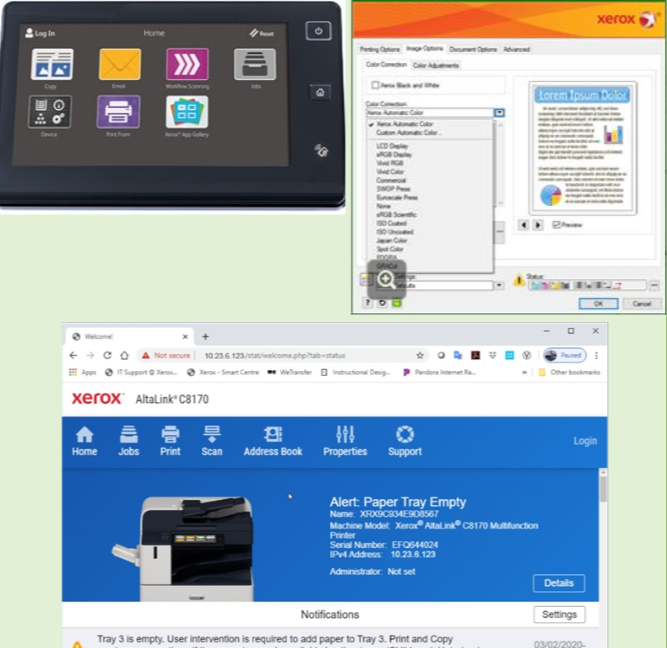 Log In
Home
Reset
Copy
Email
Workflow Scanning
Jobs
Device
Print From
Xerox® App Gallery
xerox
Printing Options Image Options Document Options Advanced
Color Correction Color Adjustments
Xerox Black and White
Color Correction:
Xerox Automatic Color
Xerox Automatic Color
Custom Automatic Color...
LCD Display
sRGB Display
Vivid RGB
Vivid Color
Commercial
SWOP Press
Euroscale Press
None
sRGB Scientific
ISO Coated
ISO Uncoated
Japan Color
Spot Color
Lorem Ipsum Dolor
Preview
Status:
OK Cancel
Welcome!
Not secure 10.23.6.123/stat/welcome.php?tab=status
Paused
Apps IT Support @ Xerox... Xerox - Smart Centre WeTransfer Instructional Desig... Pandora Internet Ra... » Other bookmarks
xerox™ AltaLink® C8170
Home Jobs Print Scan Address Book Properties Support
Login
Alert: Paper Tray Empty
Name: XRX9C934E9D8567
Machine Model: Xerox® AltaLink® C8170 Multifunction
Printer
Serial Number: EFQ644024
IPv4 Address: 10.23.6.123
Administrator: Not set
Details
Notifications
Settings
Tray 3 is empty. User intervention is required to add paper to Tray 3. Print and Copy
03/02/2020-